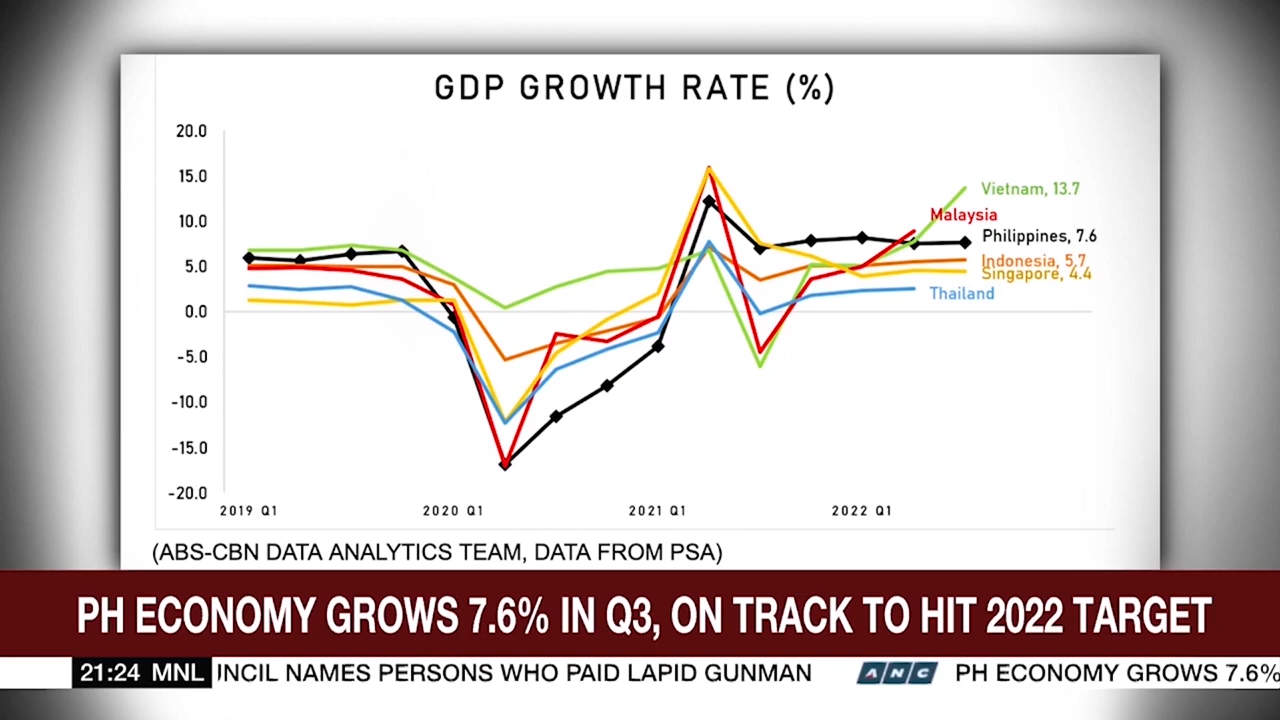 GDP GROWTH RATE (%)
20.0
15.0
10.0
5.0
0.0
-5.0
-10.0
-15.0
-20.0
Vietnam, 13.7
Malaysia
Philippines, 7.6
Indonesia, 5.7
Singapore, 4.4
Thailand
2019 Q1
2020 Q1
2021 Q1
2022 Q1
(ABS-CBN DATA ANALYTICS TEAM, DATA FROM PSA)
PH ECONOMY GROWS 7.6% IN Q3, ON TRACK TO HIT 2022 TARGET
21:24 MNL UNCIL NAMES PERSONS WHO PAID LAPID GUNMAN ANC PH ECONOMY GROWS 7.6%